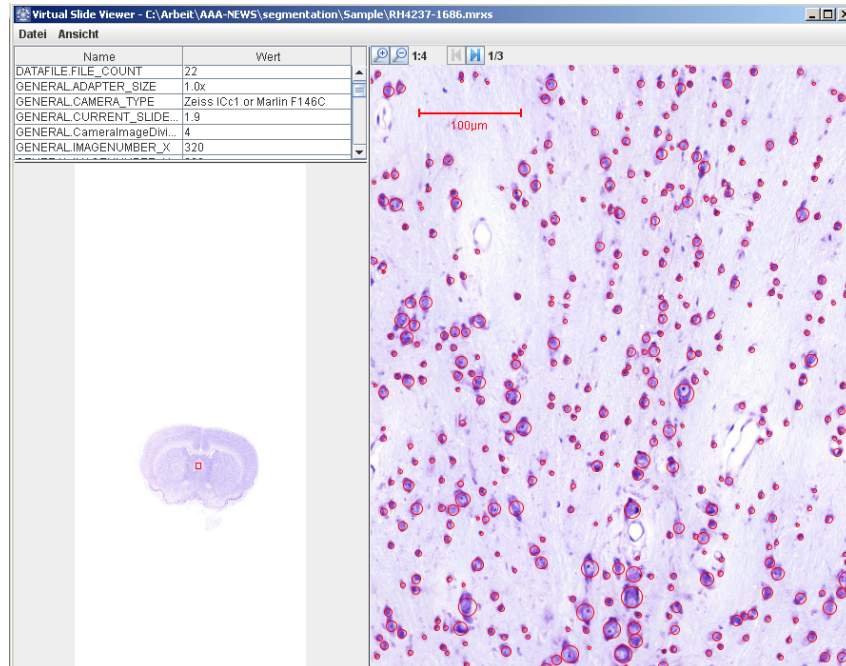 Virtual Slide Viewer - C:\Arbeit\AAA-NEWS\segmentation\Sample\RH4237-1686.mrxs
Datei Ansicht
Name Wert
DATAFILE.FILE_COUNT 22
GENERAL.ADAPTER_SIZE 1.0x
GENERAL.CAMERA_TYPE Zeiss ICc1 or Marlin F146C
GENERAL.CURRENT_SLIDE... 1.9
GENERAL.CameraImageDivi... 4
GENERAL.IMAGENUMBER_X 320
1:4 1/3
100µm